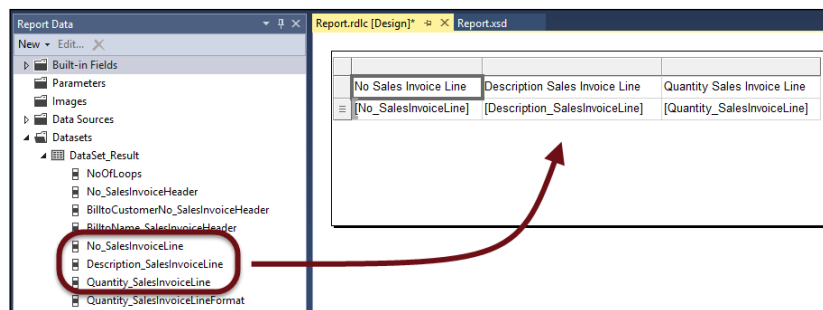 Report Data
New Edit...
Built-in Fields
Parameters
Images
Data Sources
Datasets
DataSet_Result
NoOfLoops
No_SalesInvoiceHeader
BilltoCustomerNo_SalesInvoiceHeader
BilltoName_SalesInvoiceHeader
No_SalesInvoiceLine
Description_SalesInvoiceLine
Quantity_SalesInvoiceLine
Quantity_SalesInvoiceLineFormat
Report.rdlc [Design]* Report.xsd
No Sales Invoice Line Description Sales Invoice Line Quantity Sales Invoice Line
[No_SalesInvoiceLine] [Description_SalesInvoiceLine] [Quantity_SalesInvoiceLine]